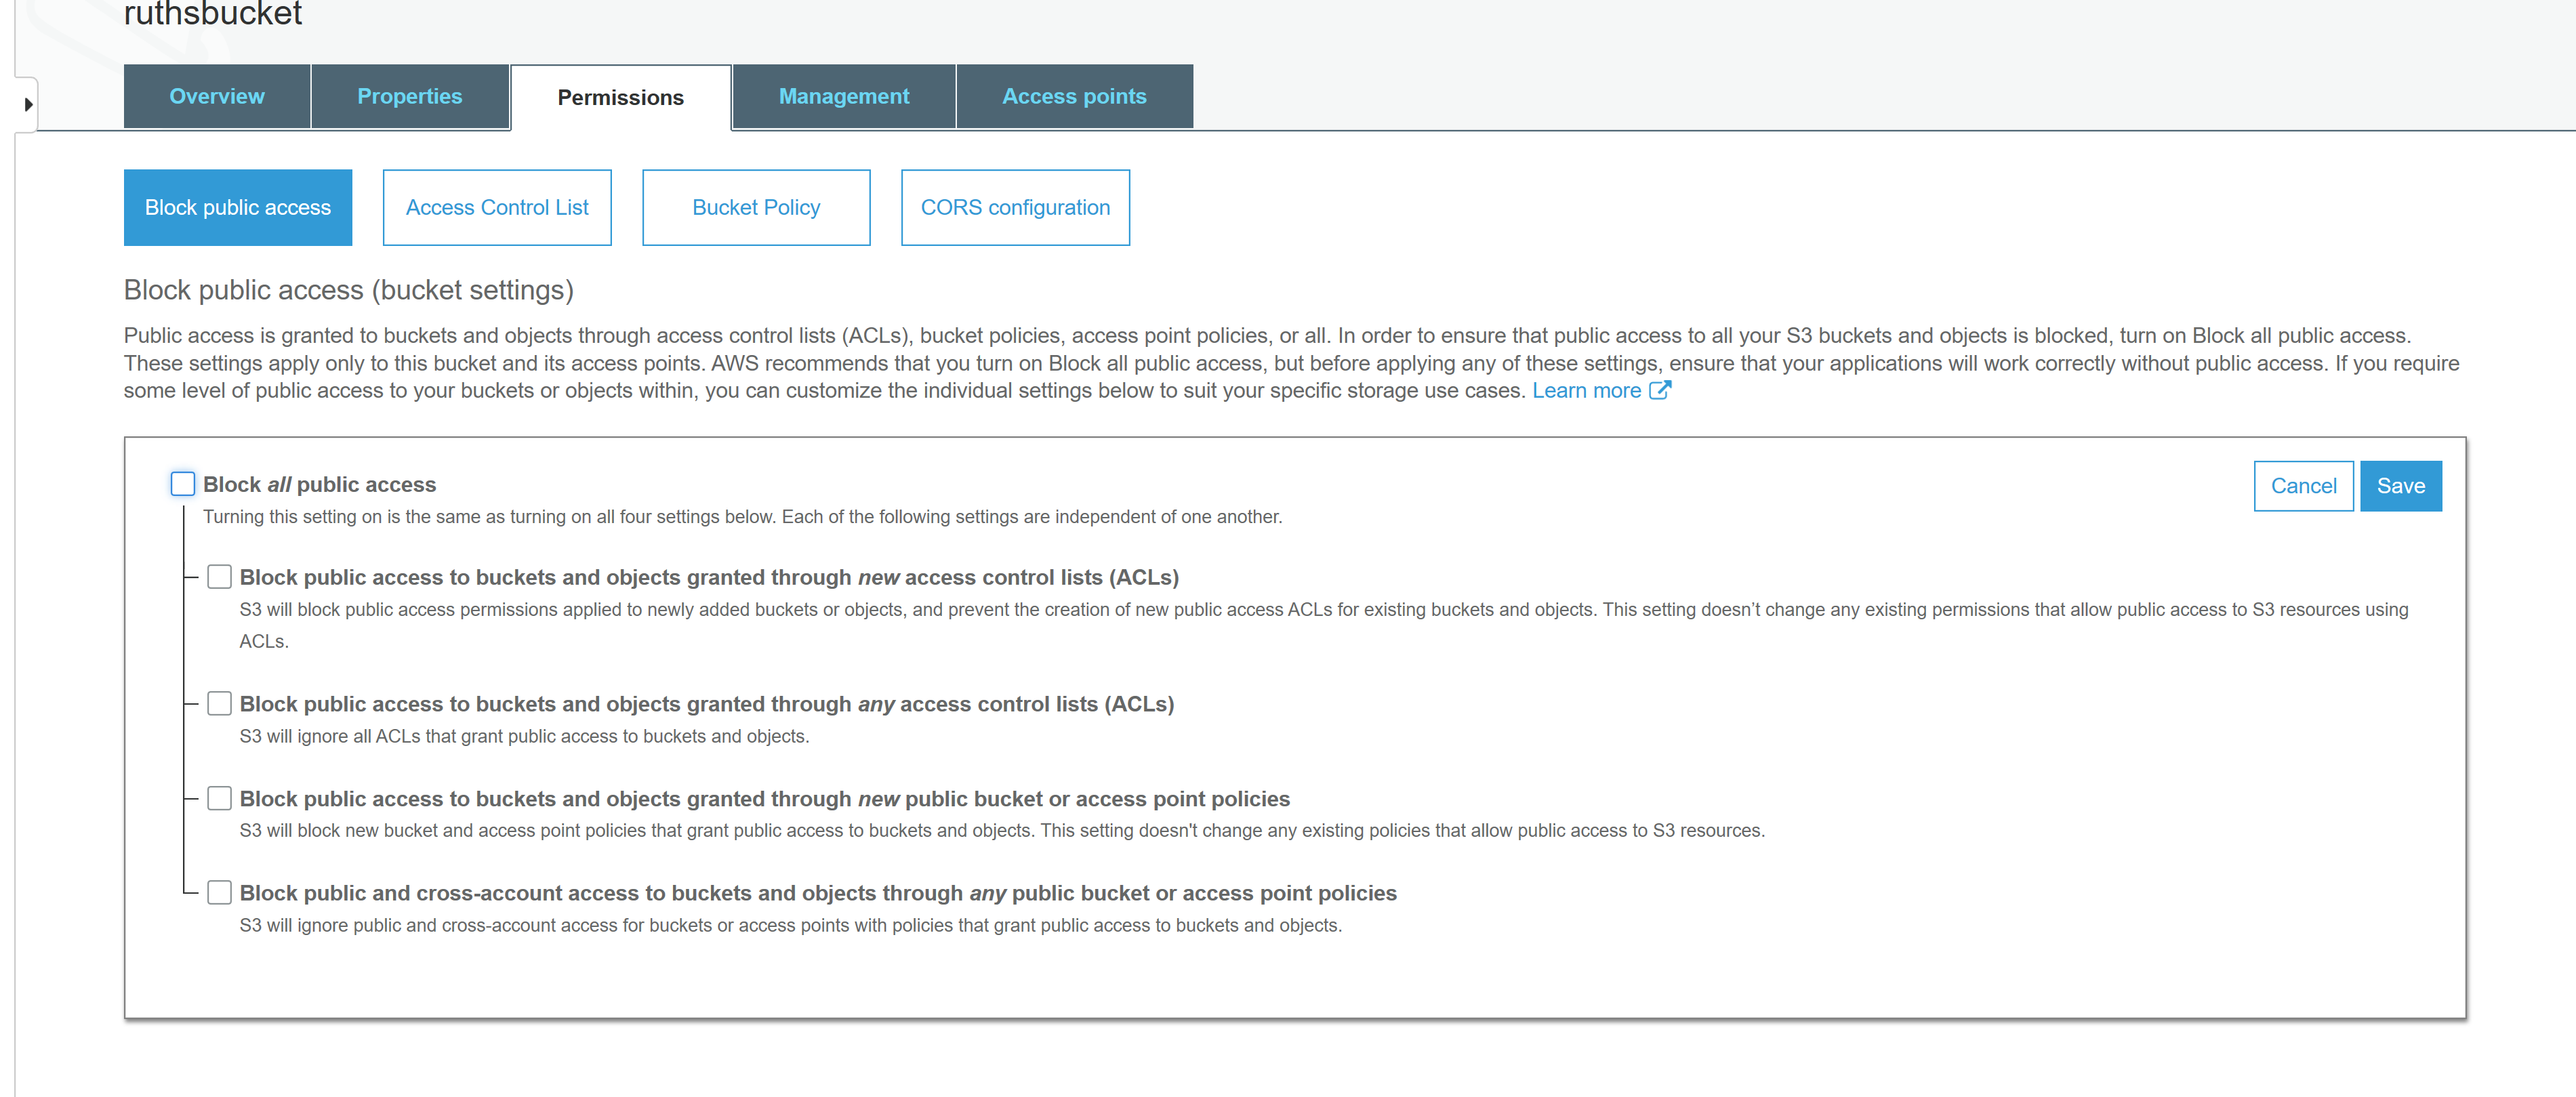 ruthsbucket
Overview
Properties
Permissions
Management
Access points
Block public access
Access Control List
Bucket Policy
CORS configuration
Block public access (bucket settings)
Public access is granted to buckets and objects through access control lists (ACLs), bucket policies, access point policies, or all. In order to ensure that public access to all your S3 buckets and objects is blocked, turn on Block all public access.
These settings apply only to this bucket and its access points. AWS recommends that you turn on Block all public access, but before applying any of these settings, ensure that your applications will work correctly without public access. If you require
some level of public access to your buckets or objects within, you can customize the individual settings below to suit your specific storage use cases. Learn more
Block all public access
Cancel
Save
Turning this setting on is the same as turning on all four settings below. Each of the following settings are independent of one another.
Block public access to buckets and objects granted through new access control lists (ACLs)
S3 will block public access permissions applied to newly added buckets or objects, and prevent the creation of new public access ACLs for existing buckets and objects. This setting doesn’t change any existing permissions that allow public access to S3 resources using
ACLs.
Block public access to buckets and objects granted through any access control lists (ACLs)
S3 will ignore all ACLs that grant public access to buckets and objects.
Block public access to buckets and objects granted through new public bucket or access point policies
S3 will block new bucket and access point policies that grant public access to buckets and objects. This setting doesn't change any existing policies that allow public access to S3 resources.
Block public and cross-account access to buckets and objects through any public bucket or access point policies
S3 will ignore public and cross-account access for buckets or access points with policies that grant public access to buckets and objects.